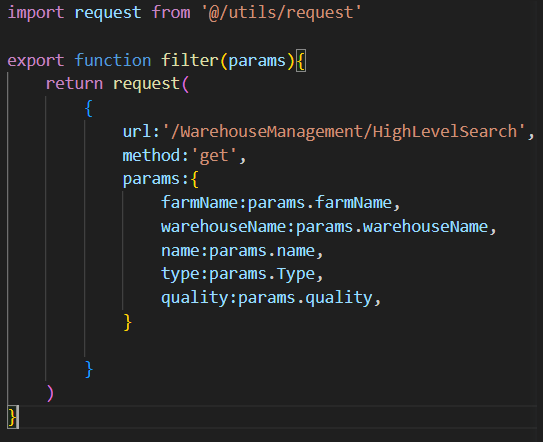 import request from '@/utils/request'
export function filter(params){
return request(
{
url:'/WarehouseManagement/HighLevelSearch',
method:'get',
params:{
farmName:params.farmName,
warehouseName:params.warehouseName,
name:params.name,
type:params.Type,
quality:params.quality,
}
}
)
}